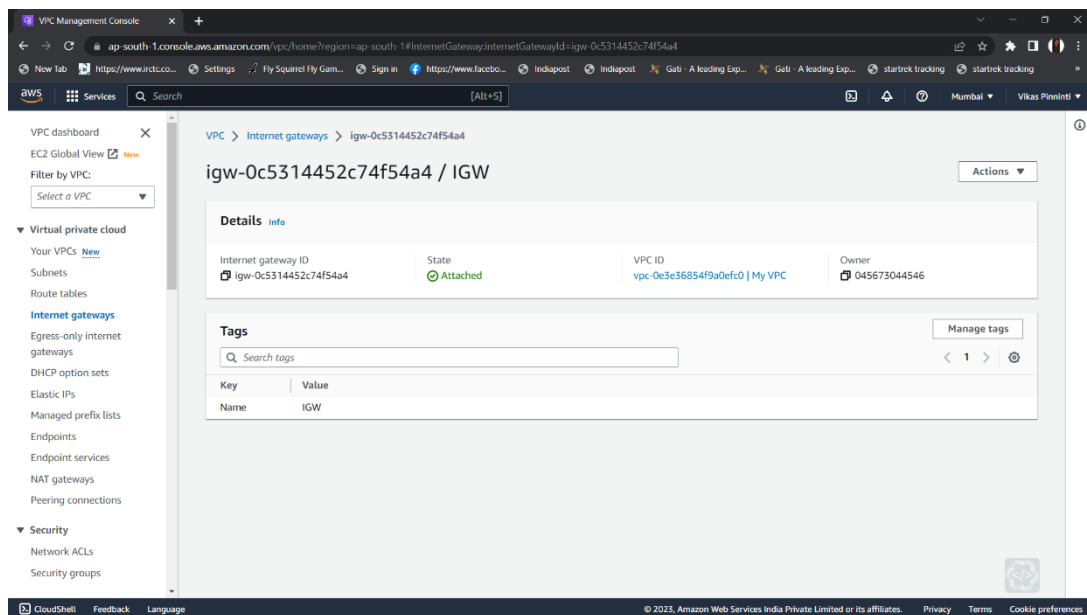 VPC Management Console
ap-south-1.console.aws.amazon.com/vpc/home?region=ap-south-1#InternetGateway:internetGatewayId=igw-0c5314452c74f54a4
New Tab https://www.irctc.co... Settings Fly Squirrel Fly Gam... Sign in https://www.facebo... Indiapost Indiapost Gati - A leading Exp... Gati - A leading Exp... startrek tracking startrek tracking »
aws Services Search [Alt+S] Mumbai Vikas Pinninti
VPC dashboard
EC2 Global View New
Filter by VPC:
Select a VPC
Virtual private cloud
Your VPCs New
Subnets
Route tables
Internet gateways
Egress-only internet
gateways
DHCP option sets
Elastic IPs
Managed prefix lists
Endpoints
Endpoint services
NAT gateways
Peering connections
Security
Network ACLs
Security groups
VPC > Internet gateways > igw-0c5314452c74f54a4
igw-0c5314452c74f54a4 / IGW
Actions
Details Info
Internet gateway ID
igw-0c5314452c74f54a4
State
Attached
VPC ID
vpc-0e3e36854f9a0efc0 | My VPC
Owner
045673044546
Tags
Manage tags
Search tags
< 1 >
Key Value
Name IGW
CloudShell Feedback Language © 2023, Amazon Web Services India Private Limited or its affiliates. Privacy Terms Cookie preferences